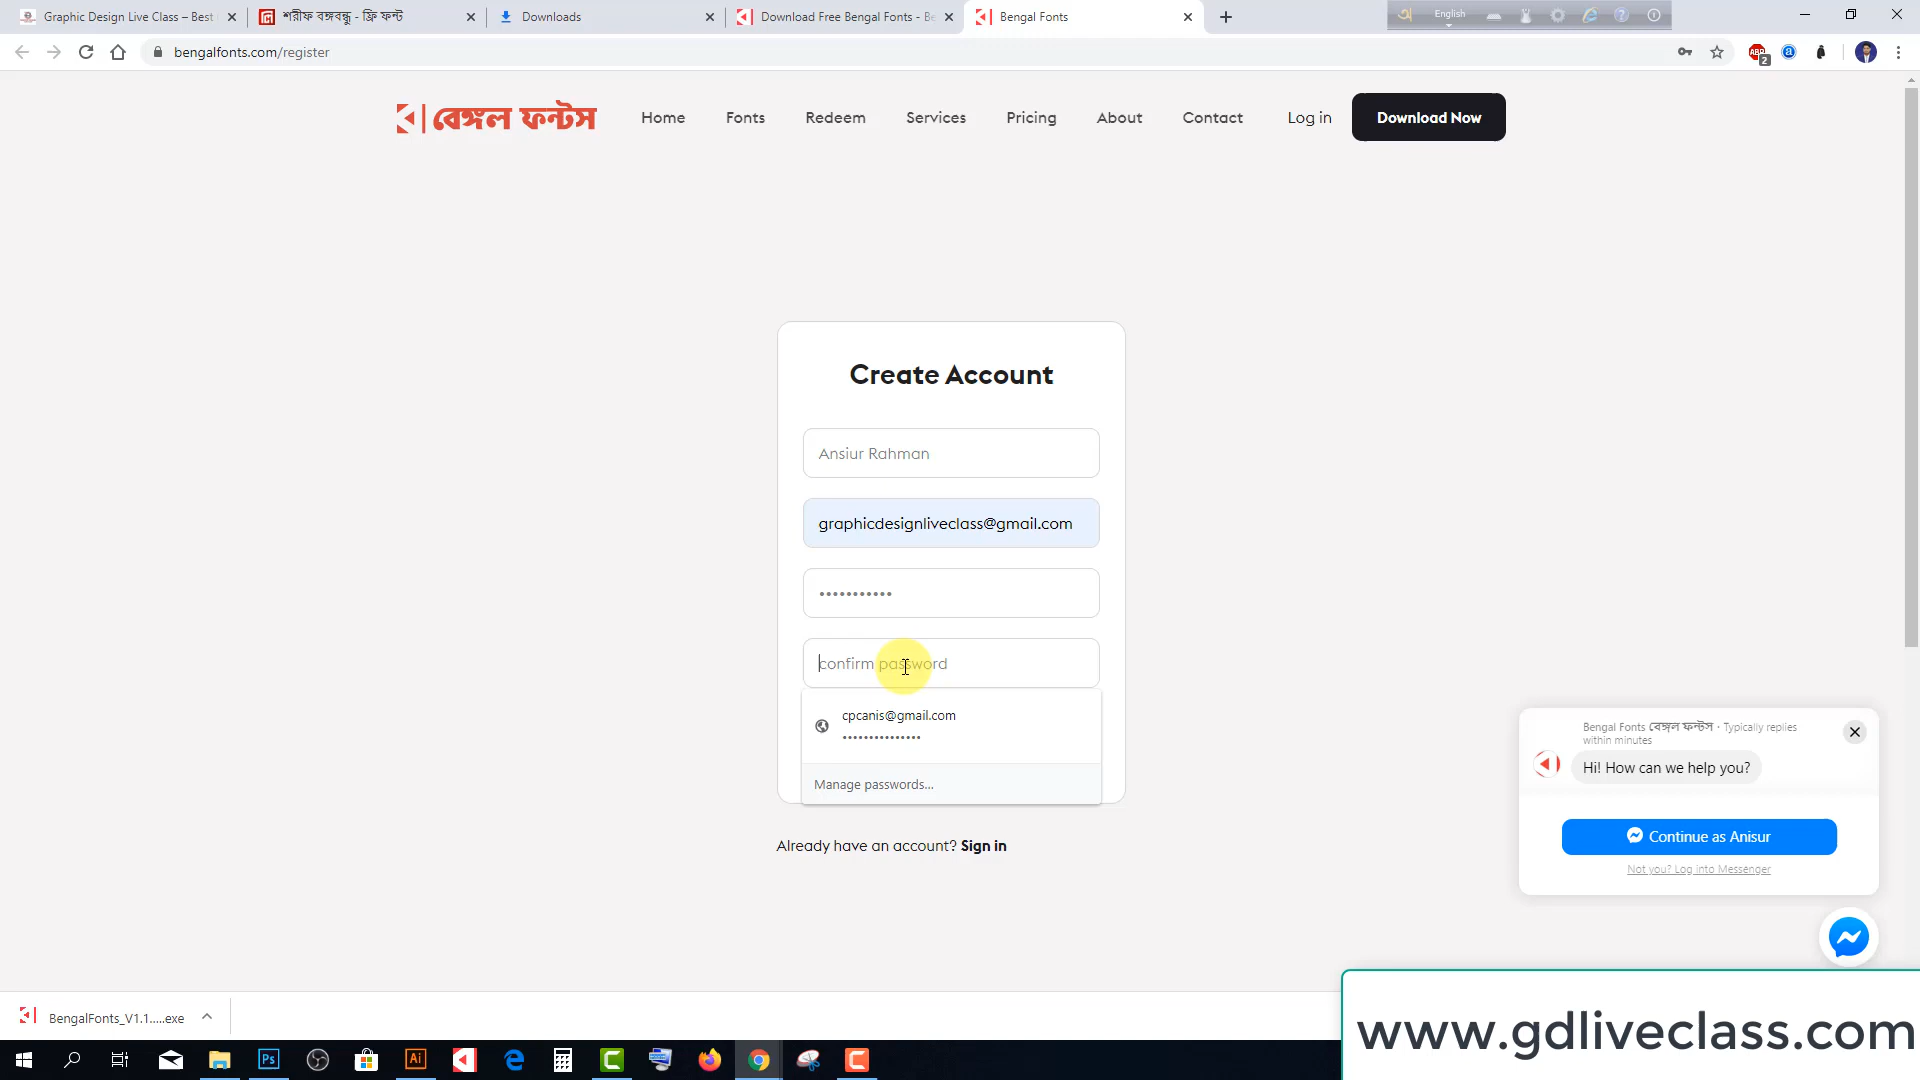 Graphic Design Live Class – Best
শরীফ বঙ্গবন্ধু - ফ্রি ফন্ট
Downloads
Download Free Bengal Fonts - Be
Bengal Fonts
English
bengalfonts.com/register
ABP
2
বেঙ্গল ফন্টস
Home
Fonts
Redeem
Services
Pricing
About
Contact
Log in
Download Now
Create Account
Ansiur Rahman
graphicdesignliveclass@gmail.com
•••••••••••
confirm password
cpcanis@gmail.com
•••••••••••••••
Manage passwords...
Already have an account? Sign in
Bengal Fonts বেঙ্গল ফন্টস · Typically replies
within minutes
Hi! How can we help you?
Continue as Anisur
Not you? Log into Messenger
BengalFonts_V1.1.....exe
Ps
Ai
www.gdliveclass.com